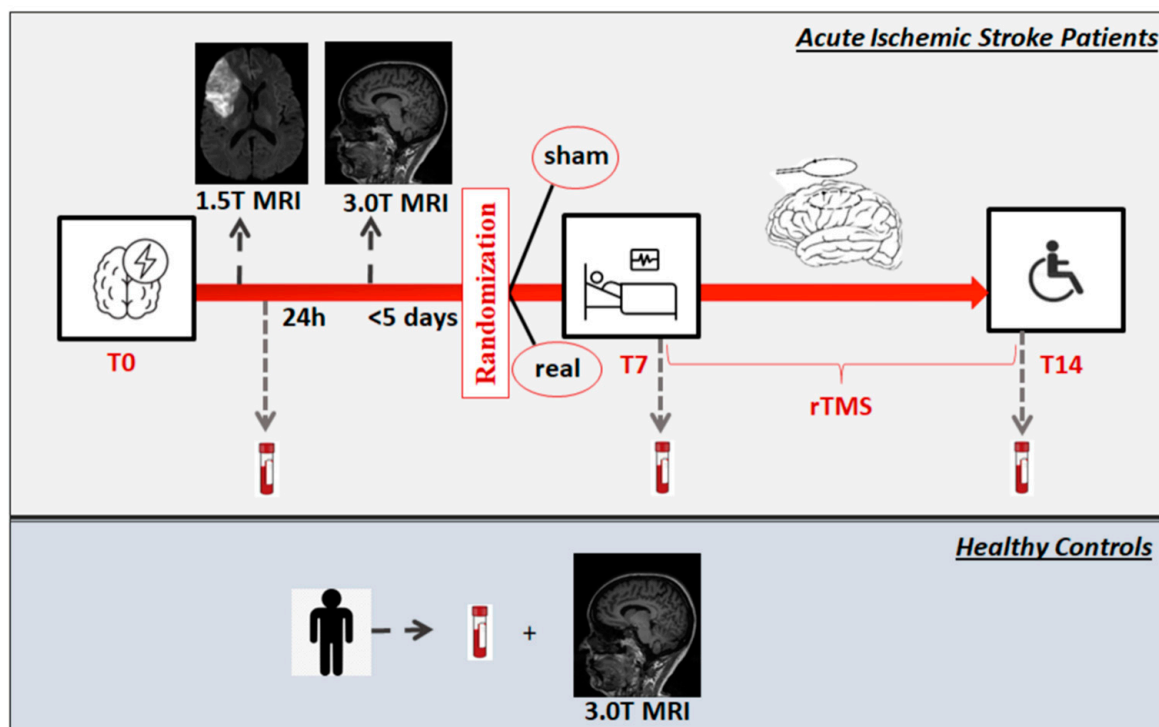 Acute Ischemic Stroke Patients
1.5T MRI
3.0T MRI
sham
Randomization
24h
<5 days
real
T0
T7
T14
rTMS
Healthy Controls
+
3.0T MRI